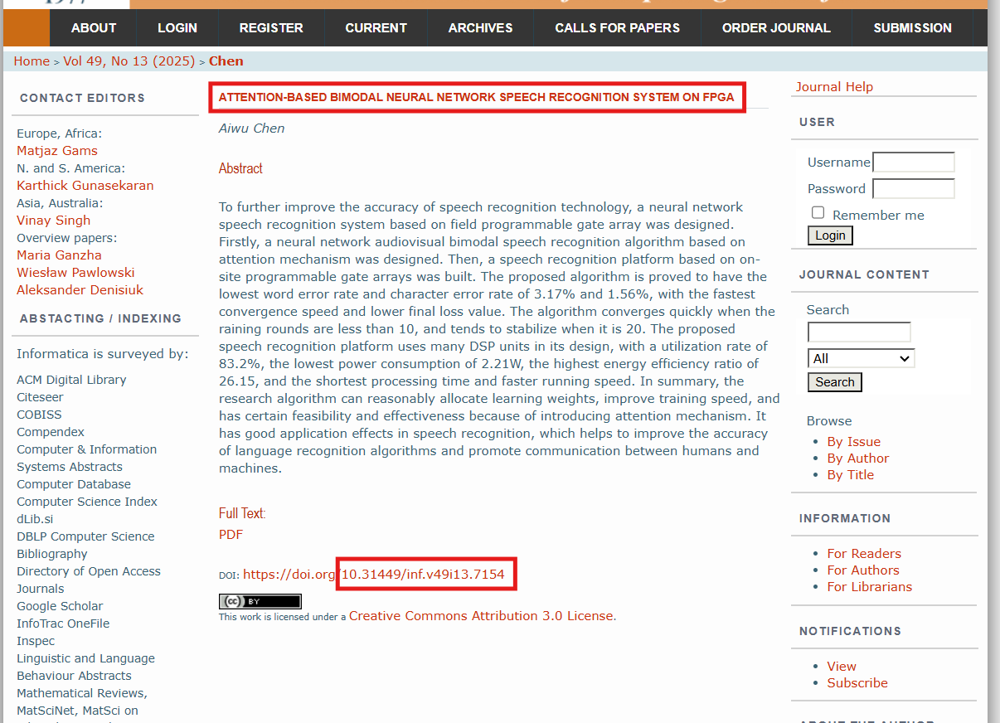 ABOUT
LOGIN
REGISTER
CURRENT
ARCHIVES
CALLS FOR PAPERS
ORDER JOURNAL
SUBMISSION
Home > Vol 49, No 13 (2025) > Chen
CONTACT EDITORS
Europe, Africa:
Matjaz Gams
N. and S. America:
Karthick Gunasekaran
Asia, Australia:
Vinay Singh
Overview papers:
Maria Ganzha
Wiesław Pawlowski
Aleksander Denisiuk
ABSTACTING / INDEXING
Informatica is surveyed by:
ACM Digital Library
Citeseer
COBISS
Compendex
Computer & Information
Systems Abstracts
Computer Database
Computer Science Index
dLib.si
DBLP Computer Science
Bibliography
Directory of Open Access
Journals
Google Scholar
InfoTrac OneFile
Inspec
Linguistic and Language
Behaviour Abstracts
Mathematical Reviews,
MatSciNet, MatSci on
ATTENTION-BASED BIMODAL NEURAL NETWORK SPEECH RECOGNITION SYSTEM ON FPGA
Aiwu Chen
Abstract
To further improve the accuracy of speech recognition technology, a neural network
speech recognition system based on field programmable gate array was designed.
Firstly, a neural network audiovisual bimodal speech recognition algorithm based on
attention mechanism was designed. Then, a speech recognition platform based on on-
site programmable gate arrays was built. The proposed algorithm is proved to have the
lowest word error rate and character error rate of 3.17% and 1.56%, with the fastest
convergence speed and lower final loss value. The algorithm converges quickly when the
raining rounds are less than 10, and tends to stabilize when it is 20. The proposed
speech recognition platform uses many DSP units in its design, with a utilization rate of
83.2%, the lowest power consumption of 2.21W, the highest energy efficiency ratio of
26.15, and the shortest processing time and faster running speed. In summary, the
research algorithm can reasonably allocate learning weights, improve training speed, and
has certain feasibility and effectiveness because of introducing attention mechanism. It
has good application effects in speech recognition, which helps to improve the accuracy
of language recognition algorithms and promote communication between humans and
machines.
Full Text:
PDF
DOI: https://doi.org/10.31449/inf.v49i13.7154
(cc) BY
This work is licensed under a Creative Commons Attribution 3.0 License.
Journal Help
USER
Username
Password
Remember me
Login
JOURNAL CONTENT
Search
All
Search
Browse
• By Issue
• By Author
• By Title
INFORMATION
• For Readers
• For Authors
• For Librarians
NOTIFICATIONS
• View
• Subscribe